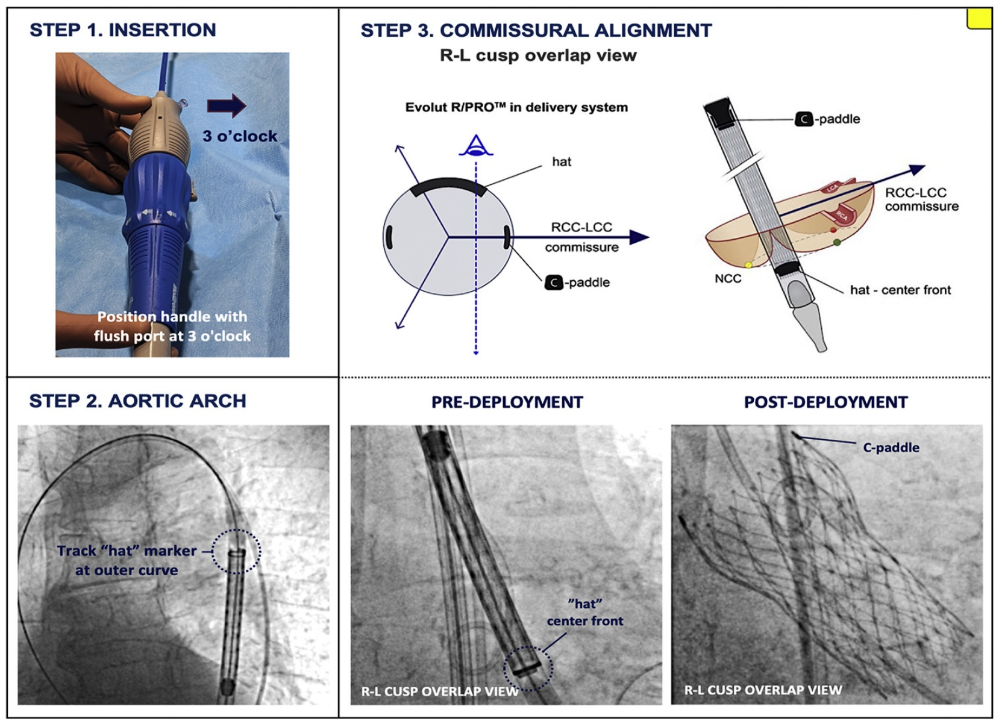 STEP 1. INSERTION
3 o’clock
Position handle with
flush port at 3 o'clock
STEP 2. AORTIC ARCH
Track “hat” marker
at outer curve
STEP 3. COMMISSURAL ALIGNMENT
R-L cusp overlap view
Evolut R/PRO™ in delivery system
hat
RCC-LCC
commissure
C-paddle
C-paddle
LCA
RCA
RCC-LCC
commissure
NCC
hat - center front
PRE-DEPLOYMENT
”hat”
center front
R-L CUSP OVERLAP VIEW
POST-DEPLOYMENT
C-paddle
R-L CUSP OVERLAP VIEW